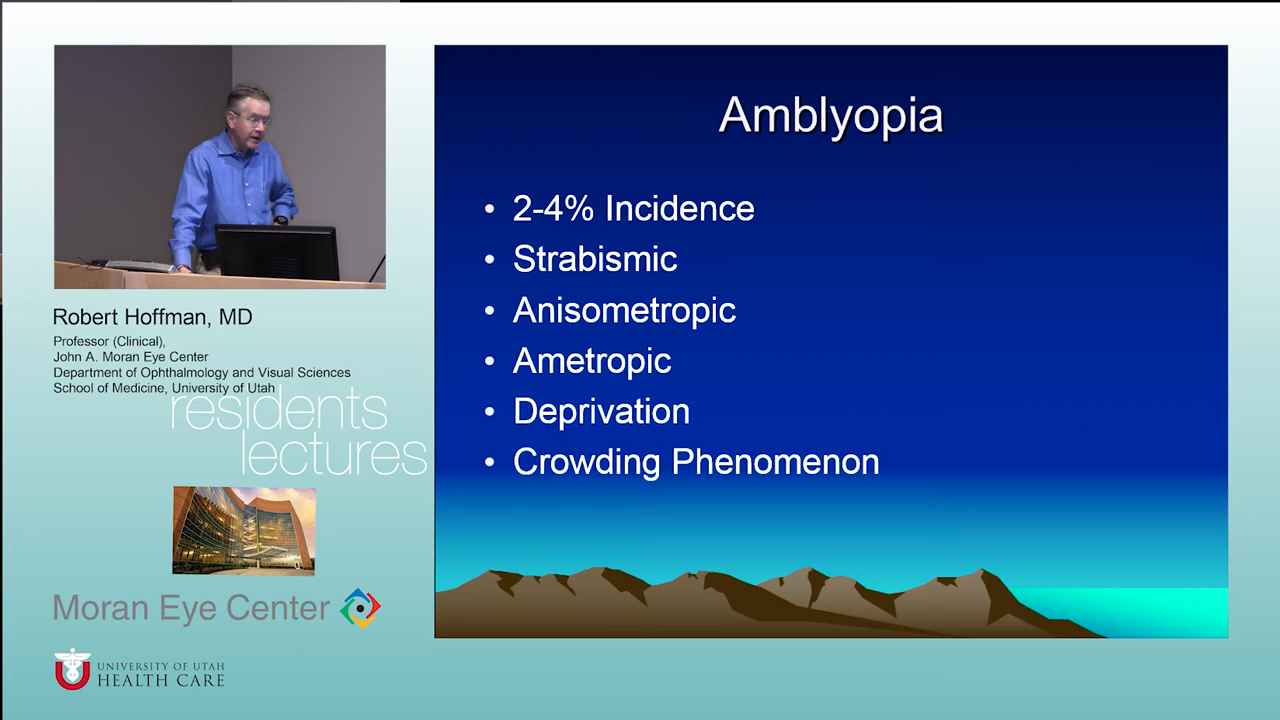 Amblyopia
• 2-4% Incidence
• Strabismic
• Anisometropic
• Ametropic
• Deprivation
• Crowding Phenomenon
Robert Hoffman, MD
Professor (Clinical),
John A. Moran Eye Center
Department of Ophthalmology and Visual Sciences
School of Medicine, University of Utah
residents
lectures
Moran Eye Center
UNIVERSITY OF UTAH
HEALTH CARE